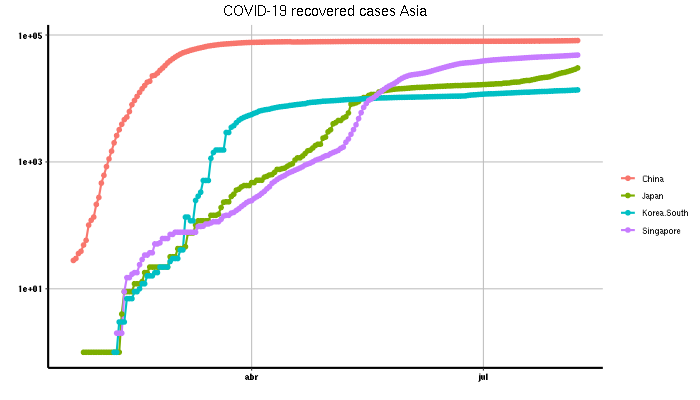 COVID-19 recovered cases Asia
1e+05
1e+03
1e+01
abr
jul
China
Japan
Korea.South
Singapore